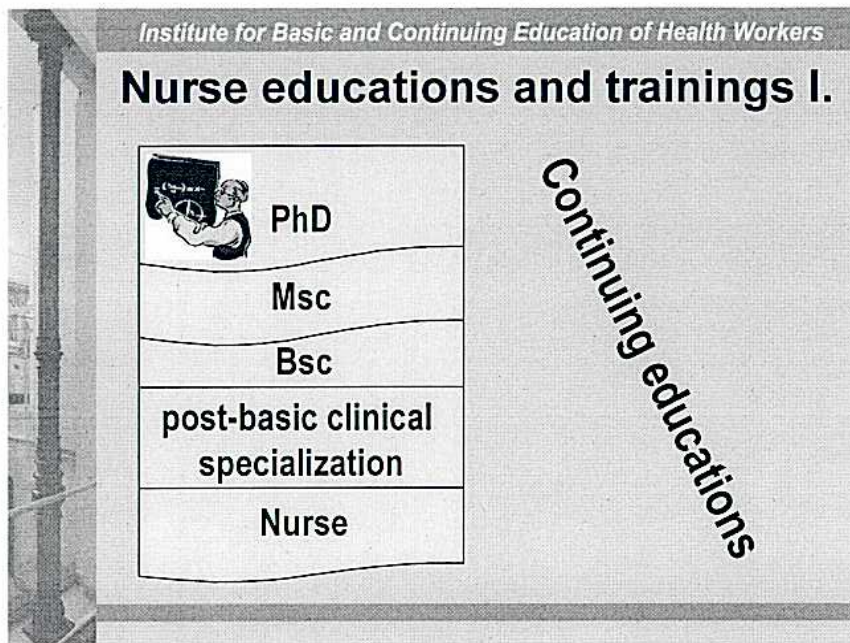 Institute for Basic and Continuing Education of Health Workers
Nurse educations and trainings I.
PhD
Msc
Bsc
post-basic clinical
specialization
Nurse
Continuing educations